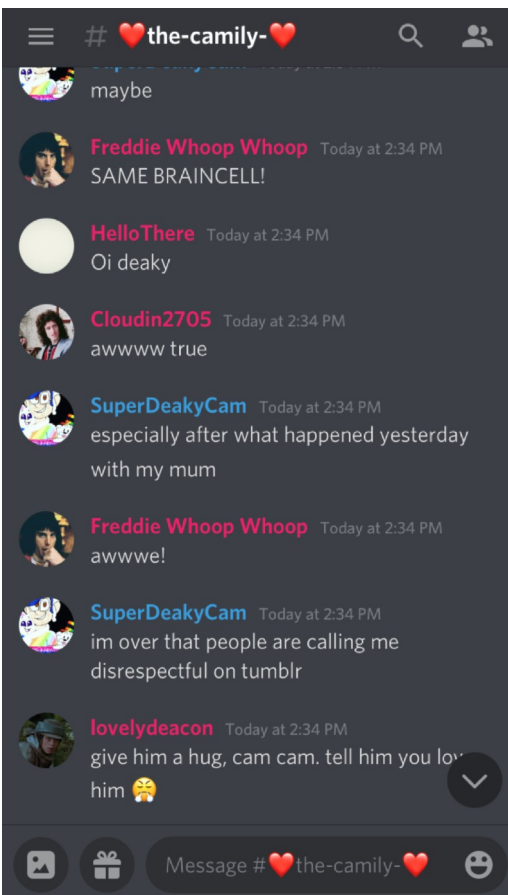 # ❤️the-camily-❤️
maybe
Freddie Whoop Whoop Today at 2:34 PM
SAME BRAINCELL!
HelloThere Today at 2:34 PM
Oi deaky
Cloudin2705 Today at 2:34 PM
awwww true
SuperDeakyCam Today at 2:34 PM
especially after what happened yesterday
with my mum
Freddie Whoop Whoop Today at 2:34 PM
awwwe!
SuperDeakyCam Today at 2:34 PM
im over that people are calling me
disrespectful on tumblr
lovelydeacon Today at 2:34 PM
give him a hug, cam cam. tell him you
him 😤
Message #❤️the-camily-❤️